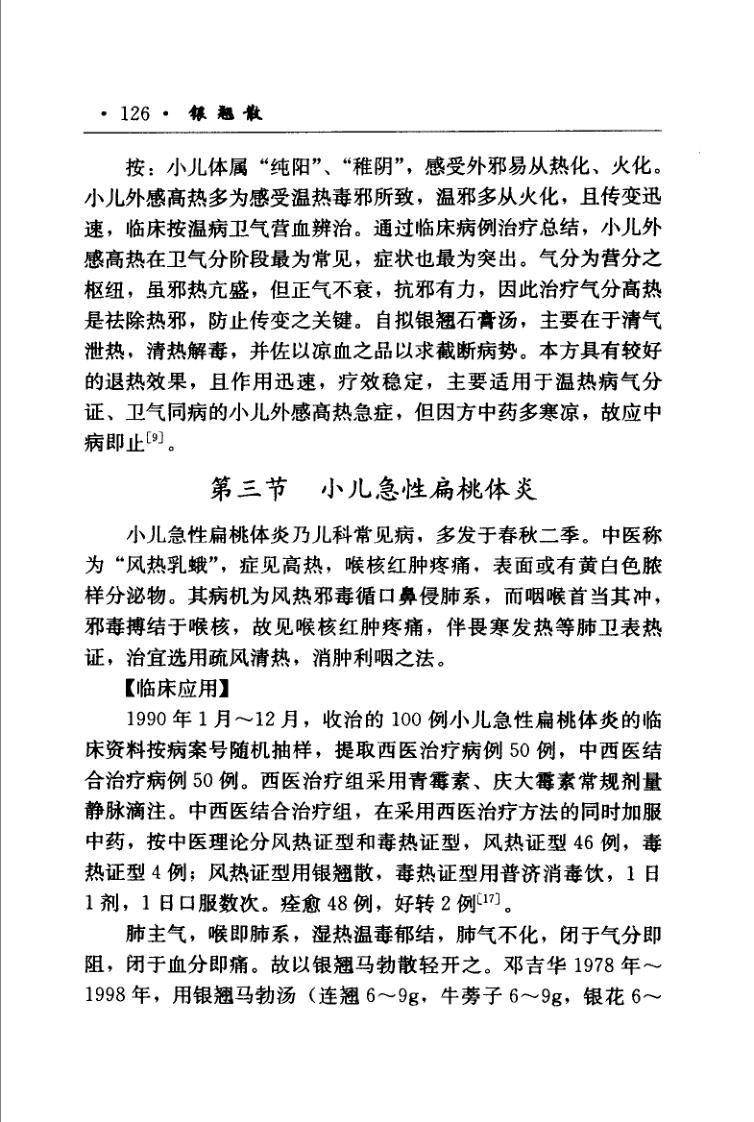 · 126 · 银翘散
按：小儿体属“纯阳”、“稚阴”，感受外邪易从热化、火化。
小儿外感高热多为感受温热毒邪所致，温邪多从火化，且传变迅
速，临床按温病卫气营血辨治。通过临床病例治疗总结，小儿外
感高热在卫气分阶段最为常见，症状也最为突出。气分为营分之
枢纽，虽邪热亢盛，但正气不衰，抗邪有力，因此治疗气分高热
是祛除热邪，防止传变之关键。自拟银翘石膏汤，主要在于清气
泄热，清热解毒，并佐以凉血之品以求截断病势。本方具有较好
的退热效果，且作用迅速，疗效稳定，主要适用于温热病气分
证、卫气同病的小儿外感高热急症，但因方中药多寒凉，故应中
病即止[9]。
第三节 小儿急性扁桃体炎
小儿急性扁桃体炎乃儿科常见病，多发于春秋二季。中医称
为“风热乳蛾”，症见高热，喉核红肿疼痛，表面或有黄白色脓
样分泌物。其病机为风热邪毒循口鼻侵肺系，而咽喉首当其冲，
邪毒搏结于喉核，故见喉核红肿疼痛，伴畏寒发热等肺卫表热
证，治宜选用疏风清热，消肿利咽之法。
【临床应用】
1990 年 1 月～12 月，收治的 100 例小儿急性扁桃体炎的临
床资料按病案号随机抽样，提取西医治疗病例 50 例，中西医结
合治疗病例 50 例。西医治疗组采用青霉素、庆大霉素常规剂量
静脉滴注。中西医结合治疗组，在采用西医治疗方法的同时加服
中药，按中医理论分风热证型和毒热证型，风热证型 46 例，毒
热证型 4 例；风热证型用银翘散，毒热证型用普济消毒饮，1 日
1 剂，1 日口服数次。痊愈 48 例，好转 2 例[17]。
肺主气，喉即肺系，湿热温毒郁结，肺气不化，闭于气分即
阻，闭于血分即痛。故以银翘马勃散轻开之。邓吉华 1978 年～
1998 年，用银翘马勃汤（连翘 6～9g，牛蒡子 6～9g，银花 6～